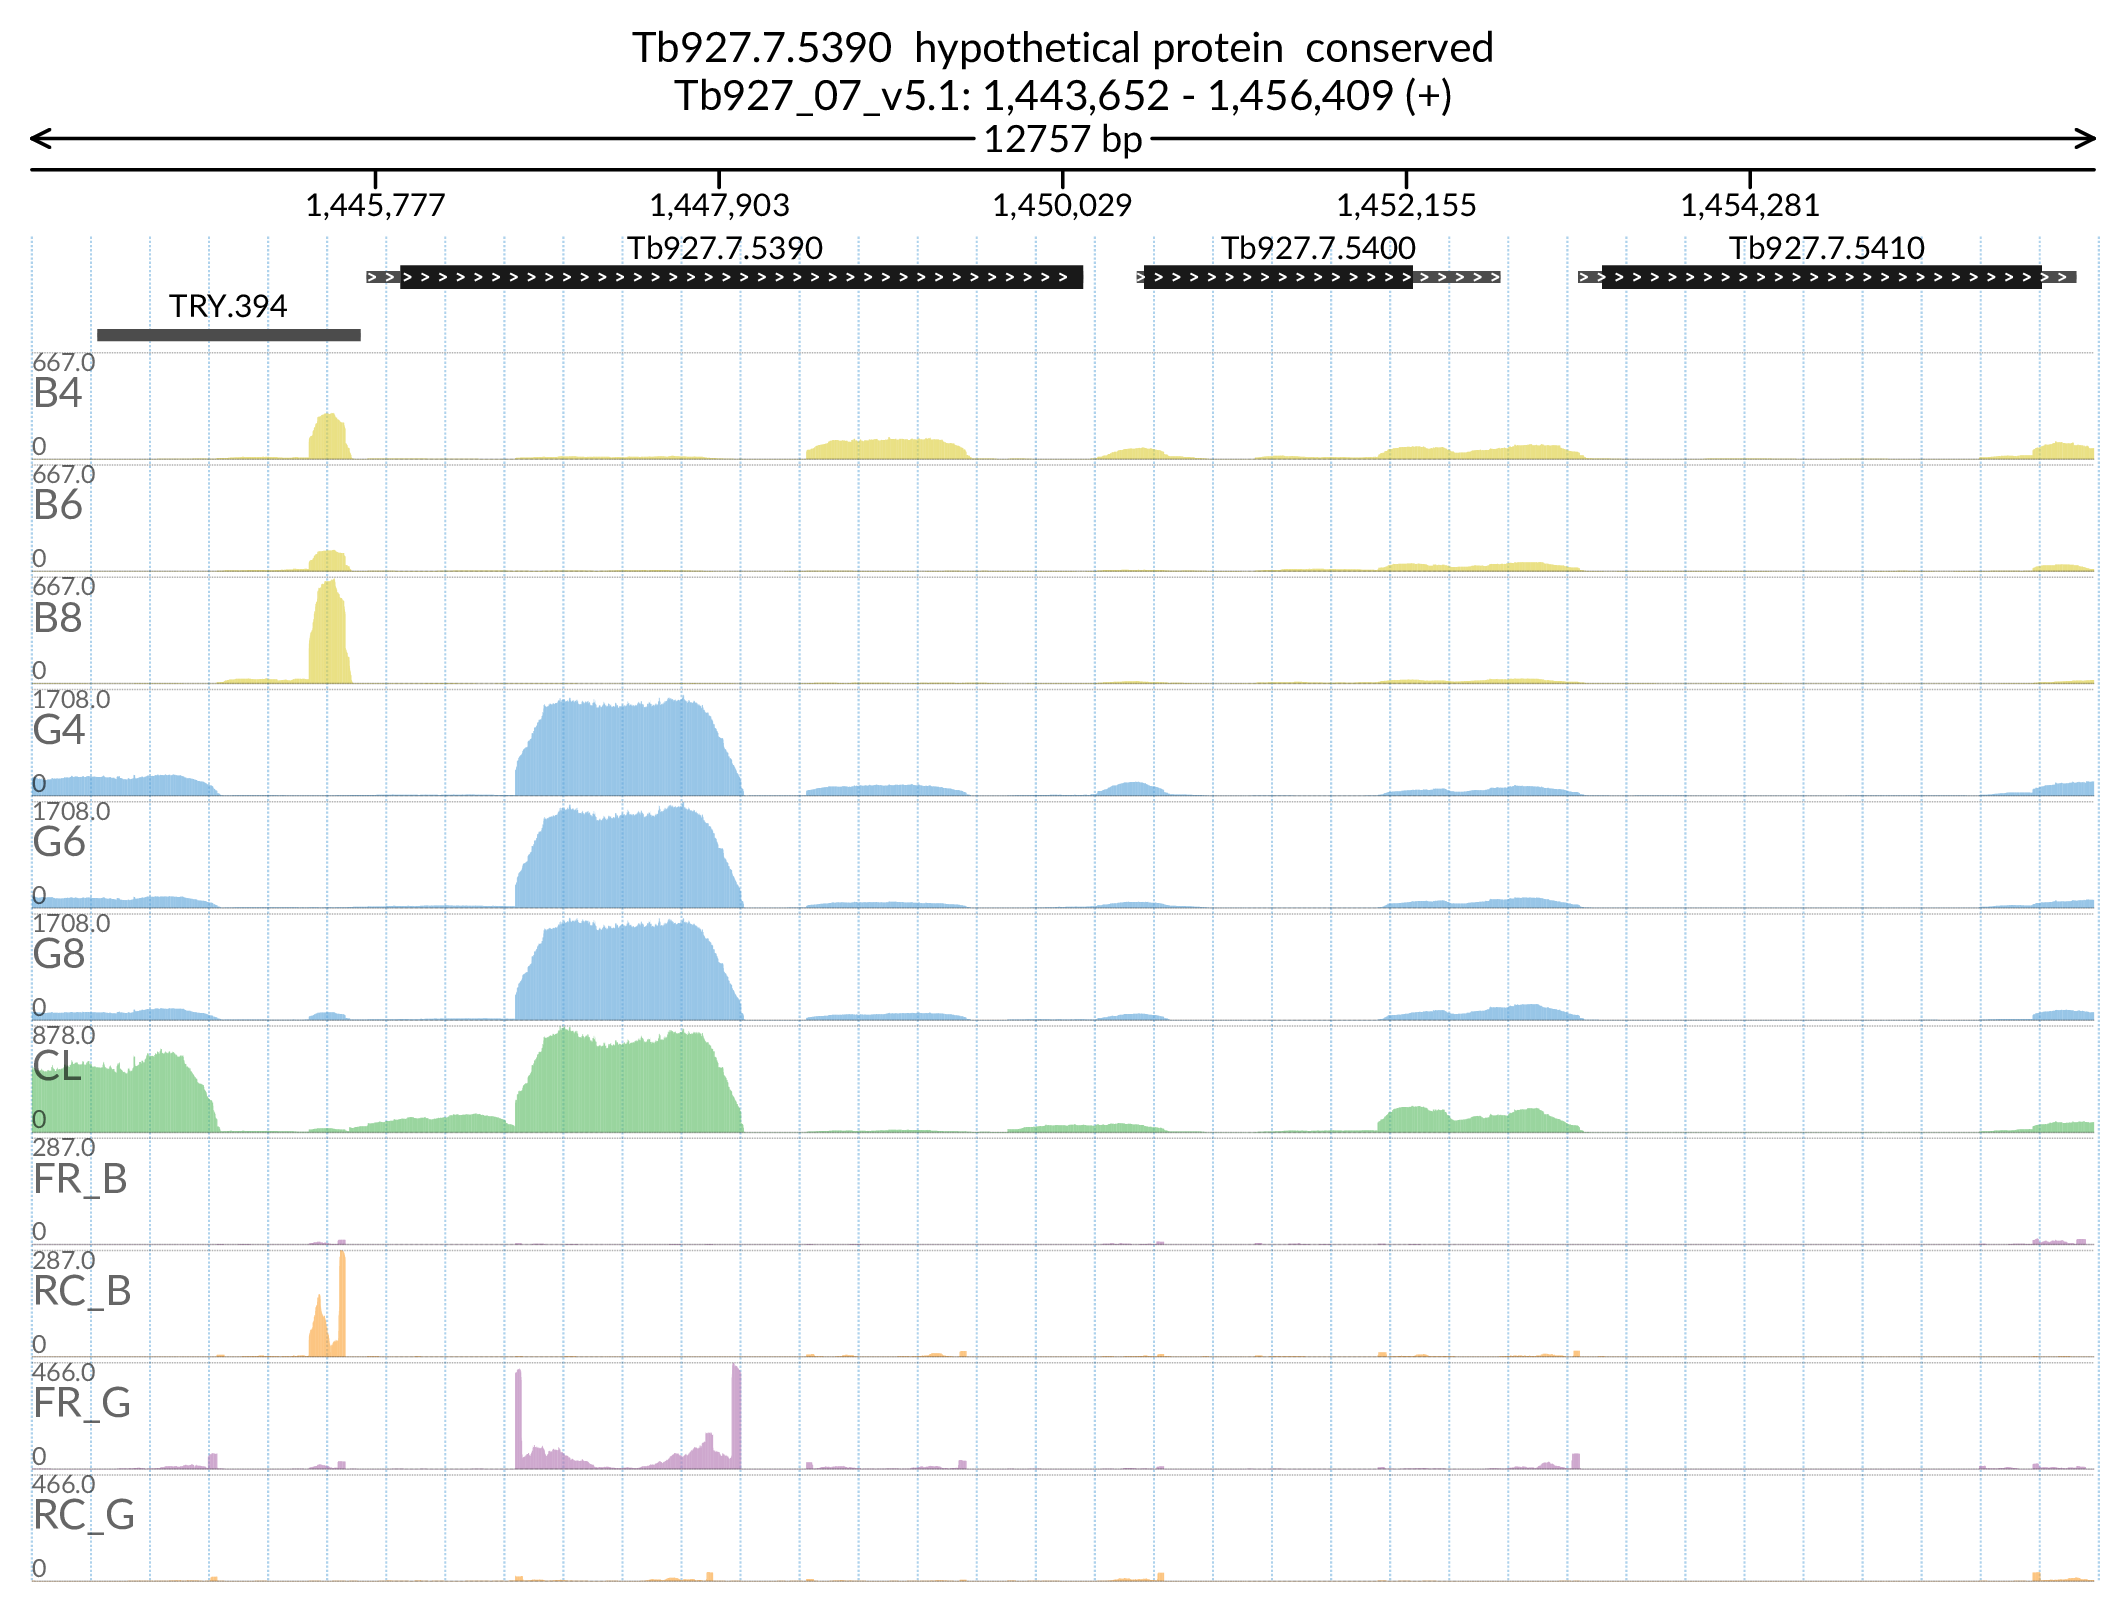 Tb927.7.5390 hypothetical protein conserved
Tb927_07_v5.1: 1,443,652 - 1,456,409 (+)
12757 bp
1,445,777 1,447,903 1,450,029 1,452,155 1,454,281
Tb927.7.5390 Tb927.7.5400 Tb927.7.5410
TRY.394
667.0
B4
0
667.0
B6
0
667.0
B8
0
1708.0
G4
0
1708.0
G6
0
1708.0
G8
0
878.0
CL
0
287.0
FR_B
0
287.0
RC_B
0
466.0
FR_G
0
466.0
RC_G
0